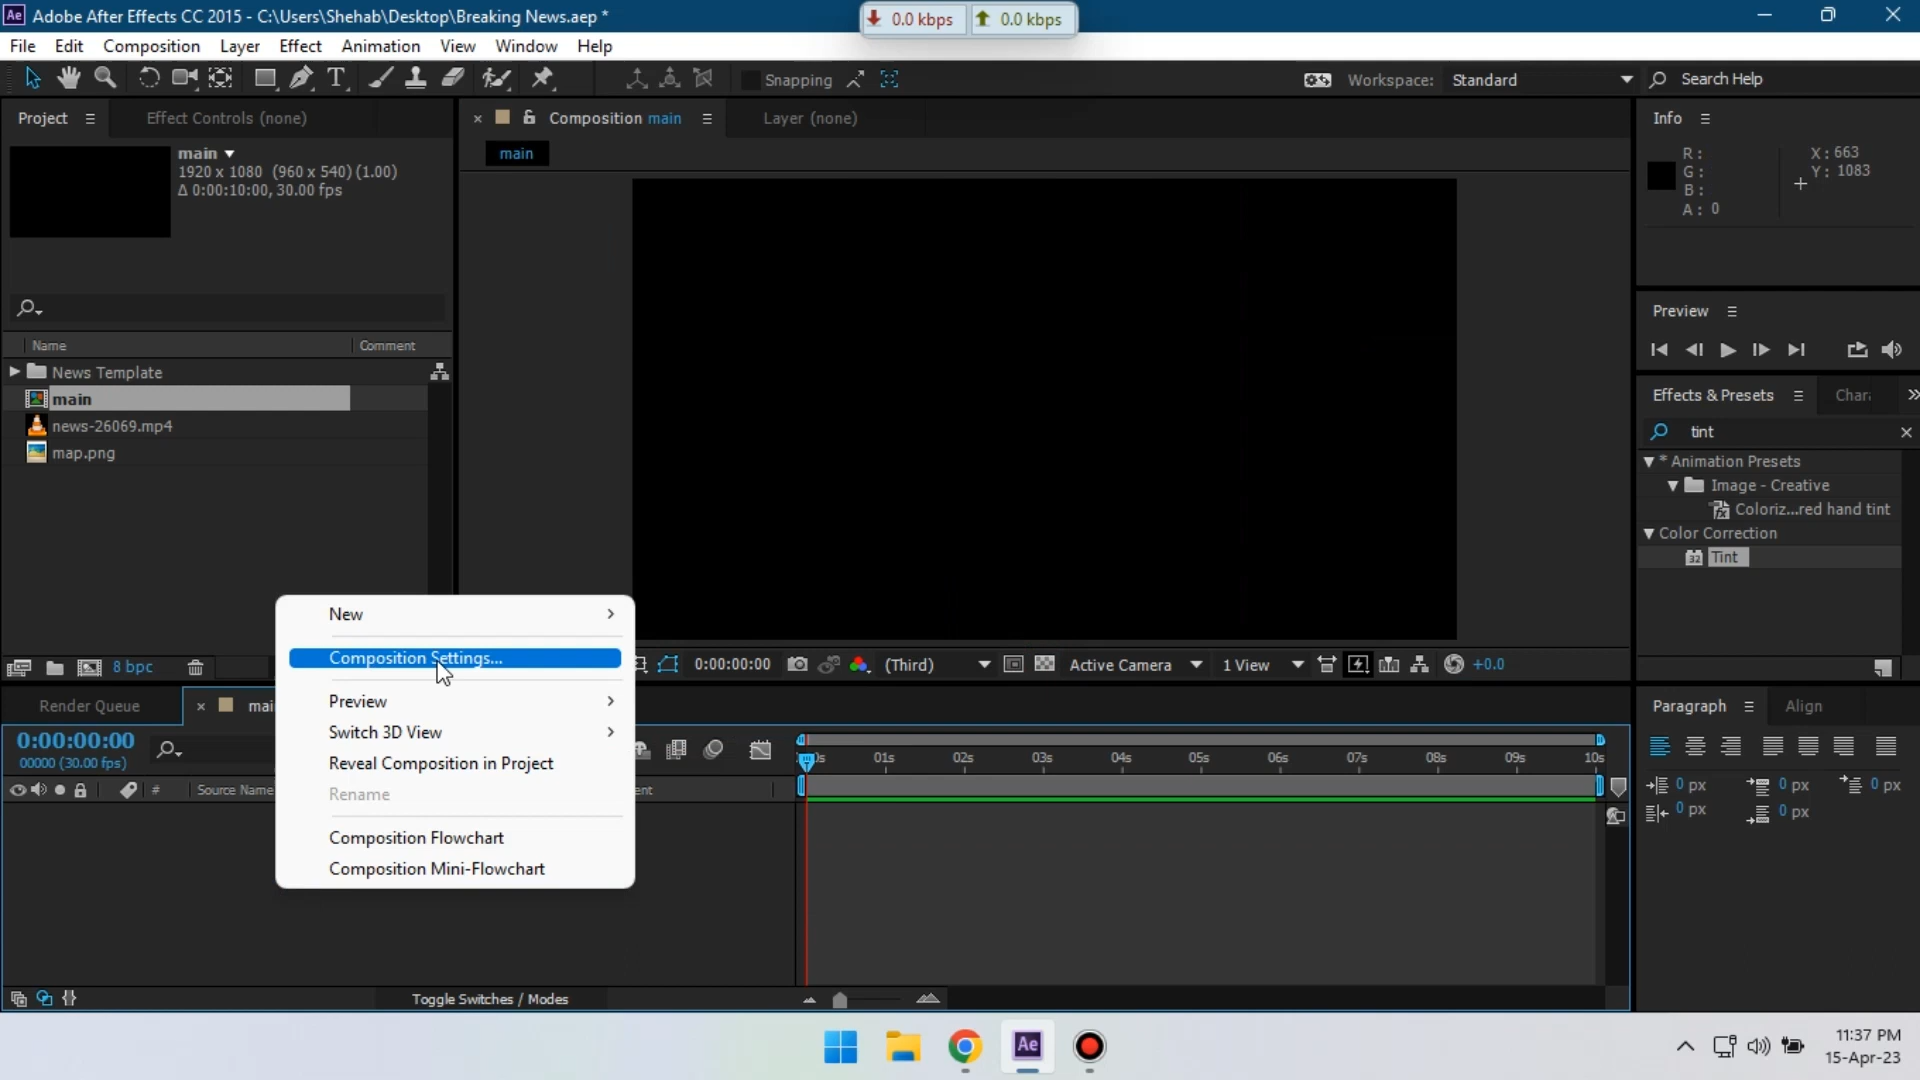 Ae Adobe After Effects CC 2015 - C:\Users\Shehab\Desktop\Breaking News.aep *
0.0 kbps 0.0 kbps
File Edit Composition Layer Effect Animation View Window Help
T Snapping Workspace: Standard Search Help
Project Effect Controls (none)
main
1920 x 1080 (960 x 540) (1.00)
Δ 0:00:10:00, 30.00 fps
Name Comment
News Template
main
news-26069.mp4
map.png
8 bpc
× Composition main Layer (none)
main
0:00:00:00 (Third) Active Camera 1 View +0.0
Info
R: X: 663
G: Y: 1083
B:
A: 0
Preview
Effects & Presets Chara
tint
* Animation Presets
Image - Creative
Coloriz...red hand tint
Color Correction
32 Tint
New
Composition Settings...
Preview
Switch 3D View
Reveal Composition in Project
Rename
Composition Flowchart
Composition Mini-Flowchart
Render Queue × mai
0:00:00:00
00000 (30.00 fps)
# Source Name ent
0s 01s 02s 03s 04s 05s 06s 07s 08s 09s 10s
Toggle Switches / Modes
Paragraph Align
0 px 0 px 0 px
0 px 0 px
Ae
11:37 PM
15-Apr-23